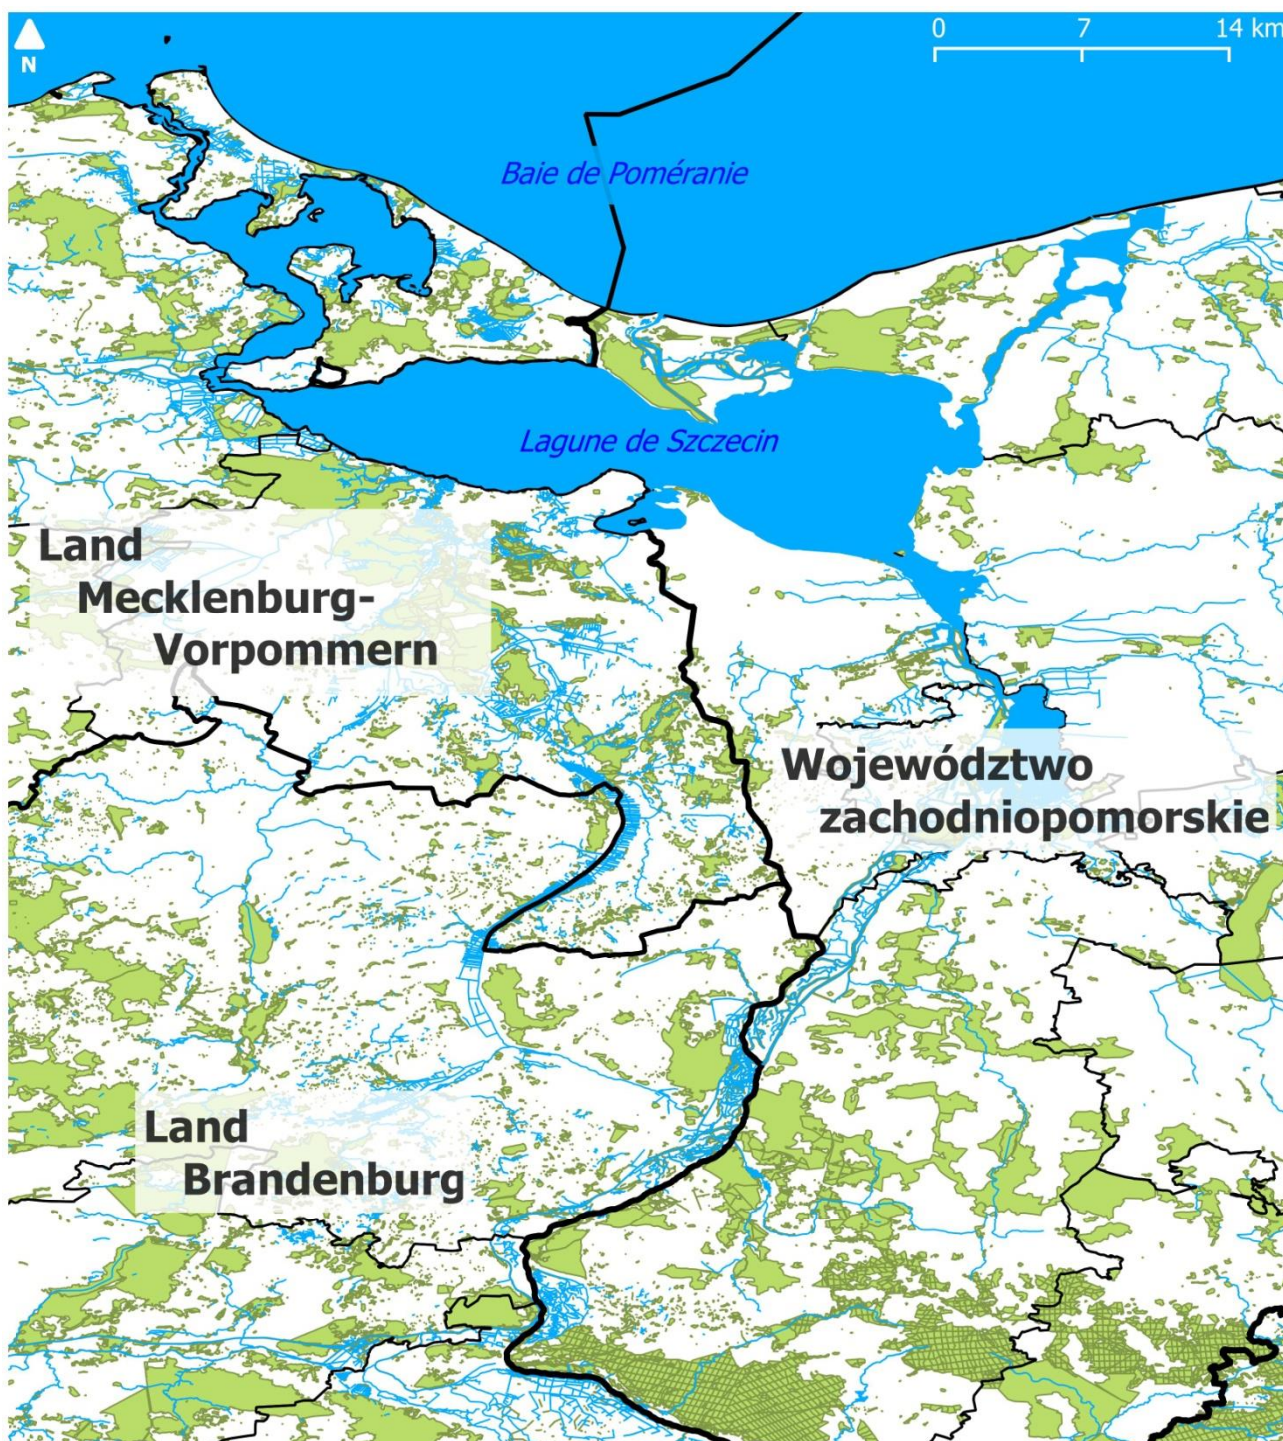 0 7 14 km
N
Baie de Poméranie
Lagune de Szczecin
Land
Mecklenburg-
Vorpommern
Województwo
zachodniopomorskie
Land
Brandenburg